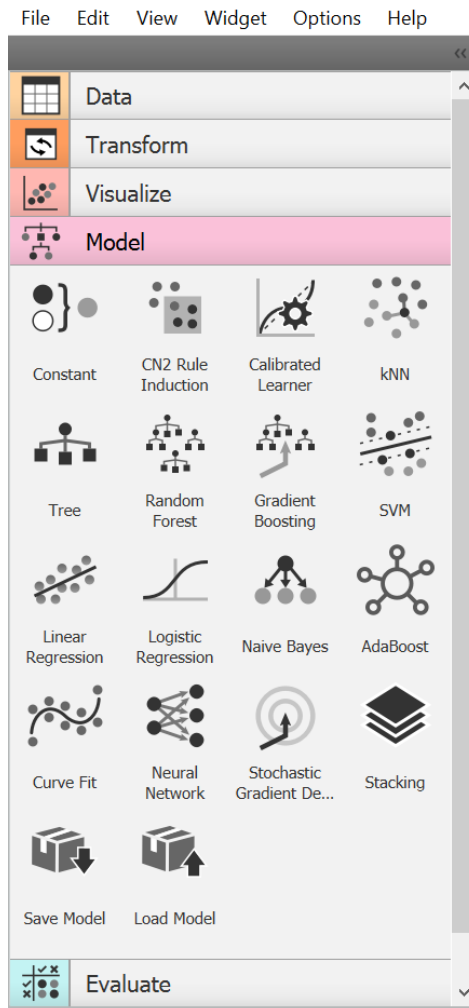 File Edit View Widget Options Help
Data
Transform
Visualize
Model
Constant
CN2 Rule
Induction
Calibrated
Learner
kNN
Tree
Random
Forest
Gradient
Boosting
SVM
Linear
Regression
Logistic
Regression
Naive Bayes
AdaBoost
Curve Fit
Neural
Network
Stochastic
Gradient De...
Stacking
Save Model
Load Model
Evaluate